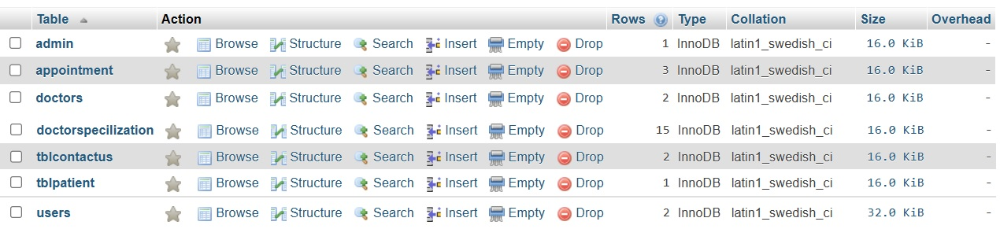 Table Action Rows Type Collation Size Overhead
admin Browse Structure Search Insert Empty Drop 1 InnoDB latin1_swedish_ci 16.0 KiB -
appointment Browse Structure Search Insert Empty Drop 3 InnoDB latin1_swedish_ci 16.0 KiB -
doctors Browse Structure Search Insert Empty Drop 2 InnoDB latin1_swedish_ci 16.0 KiB -
doctorspecilization Browse Structure Search Insert Empty Drop 15 InnoDB latin1_swedish_ci 16.0 KiB -
tblcontactus Browse Structure Search Insert Empty Drop 2 InnoDB latin1_swedish_ci 16.0 KiB -
tblpatient Browse Structure Search Insert Empty Drop 1 InnoDB latin1_swedish_ci 16.0 KiB -
users Browse Structure Search Insert Empty Drop 2 InnoDB latin1_swedish_ci 32.0 KiB -